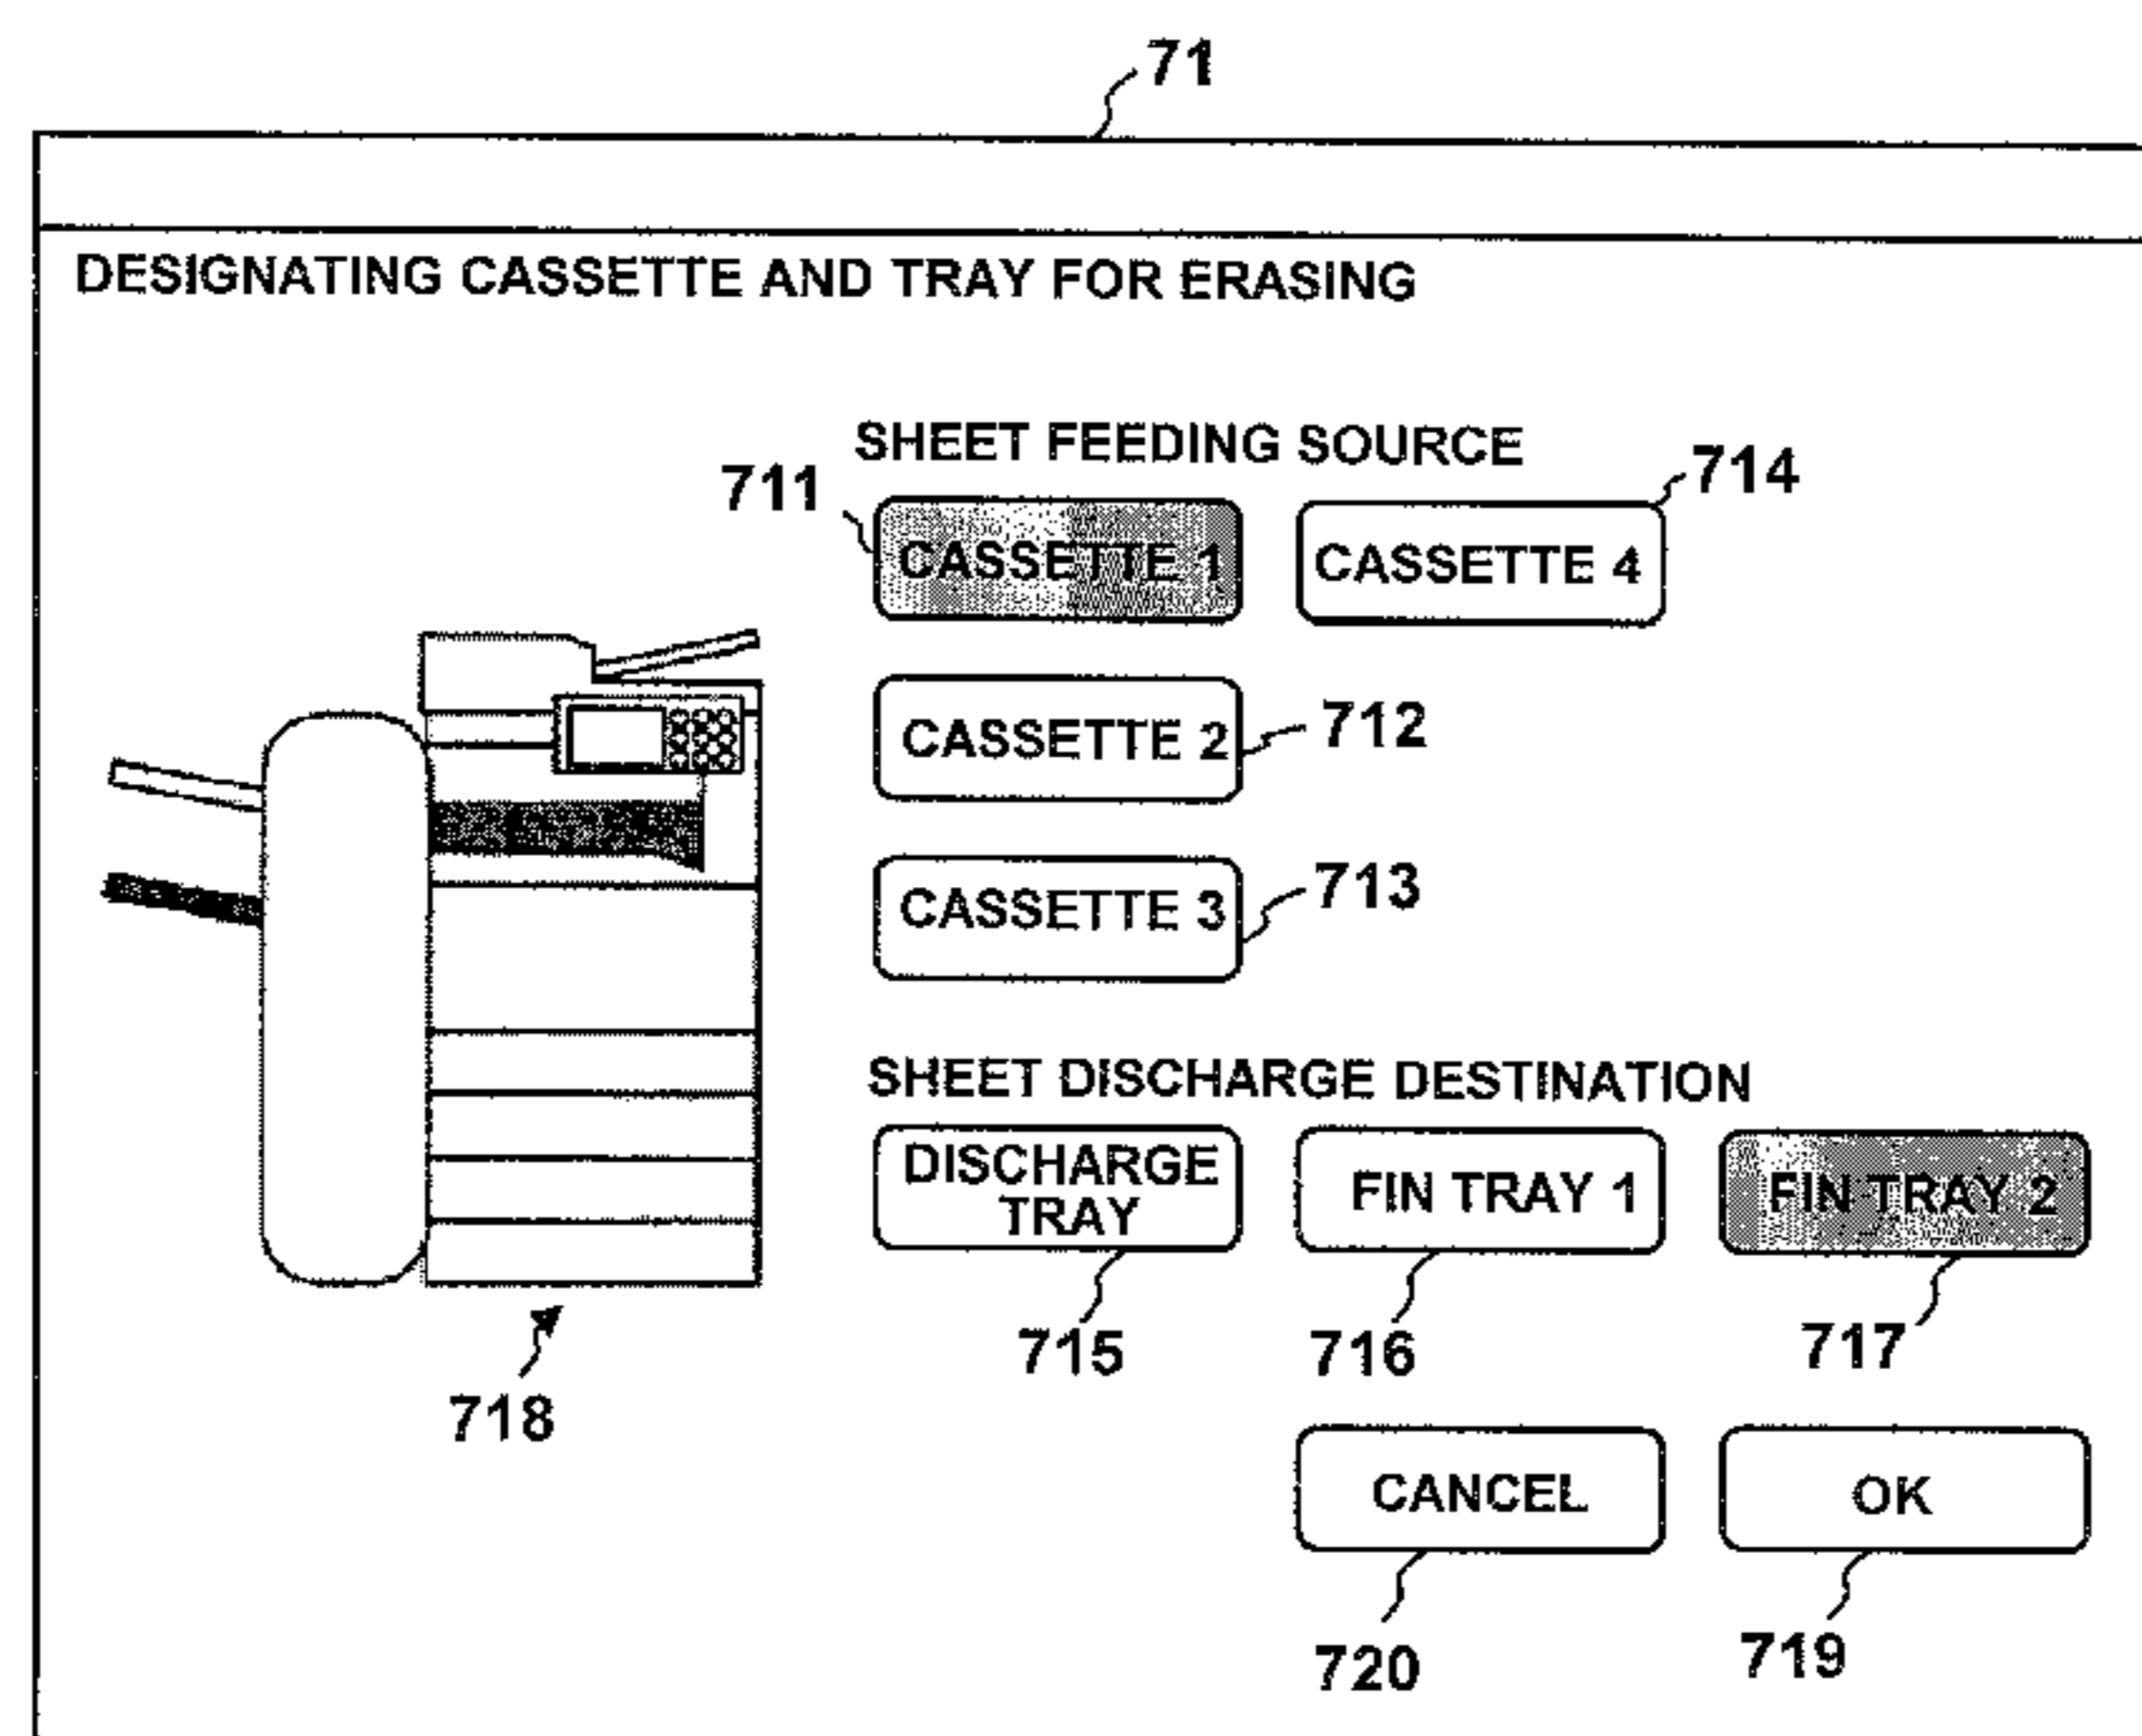 71
DESIGNATING CASSETTE AND TRAY FOR ERASING
SHEET FEEDING SOURCE
711
714
CASSETTE 1
CASSETTE 4
CASSETTE 2
712
CASSETTE 3
713
SHEET DISCHARGE DESTINATION
DISCHARGE
TRAY
FIN TRAY 1
FIN TRAY 2
715
716
717
718
CANCEL
OK
720
719